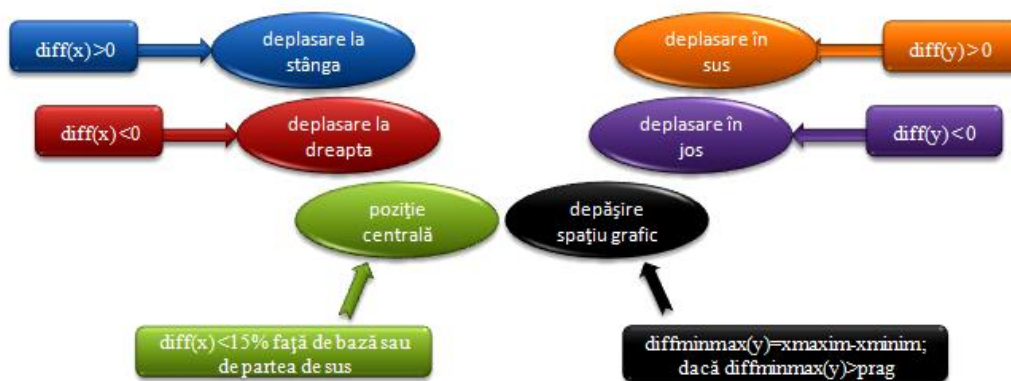 diff(x)>0
deplasare la
stânga
deplasare în
sus
diff(y)>0
diff(x)<0
deplasare la
dreapta
deplasare în
jos
diff(y)<0
poziţie
centrală
depăşire
spaţiu grafic
diff(x)<15% faţă de bază sau
de partea de sus
diffminmax(y)=xmaxim-xminim;
dacă diffminmax(y)>prag